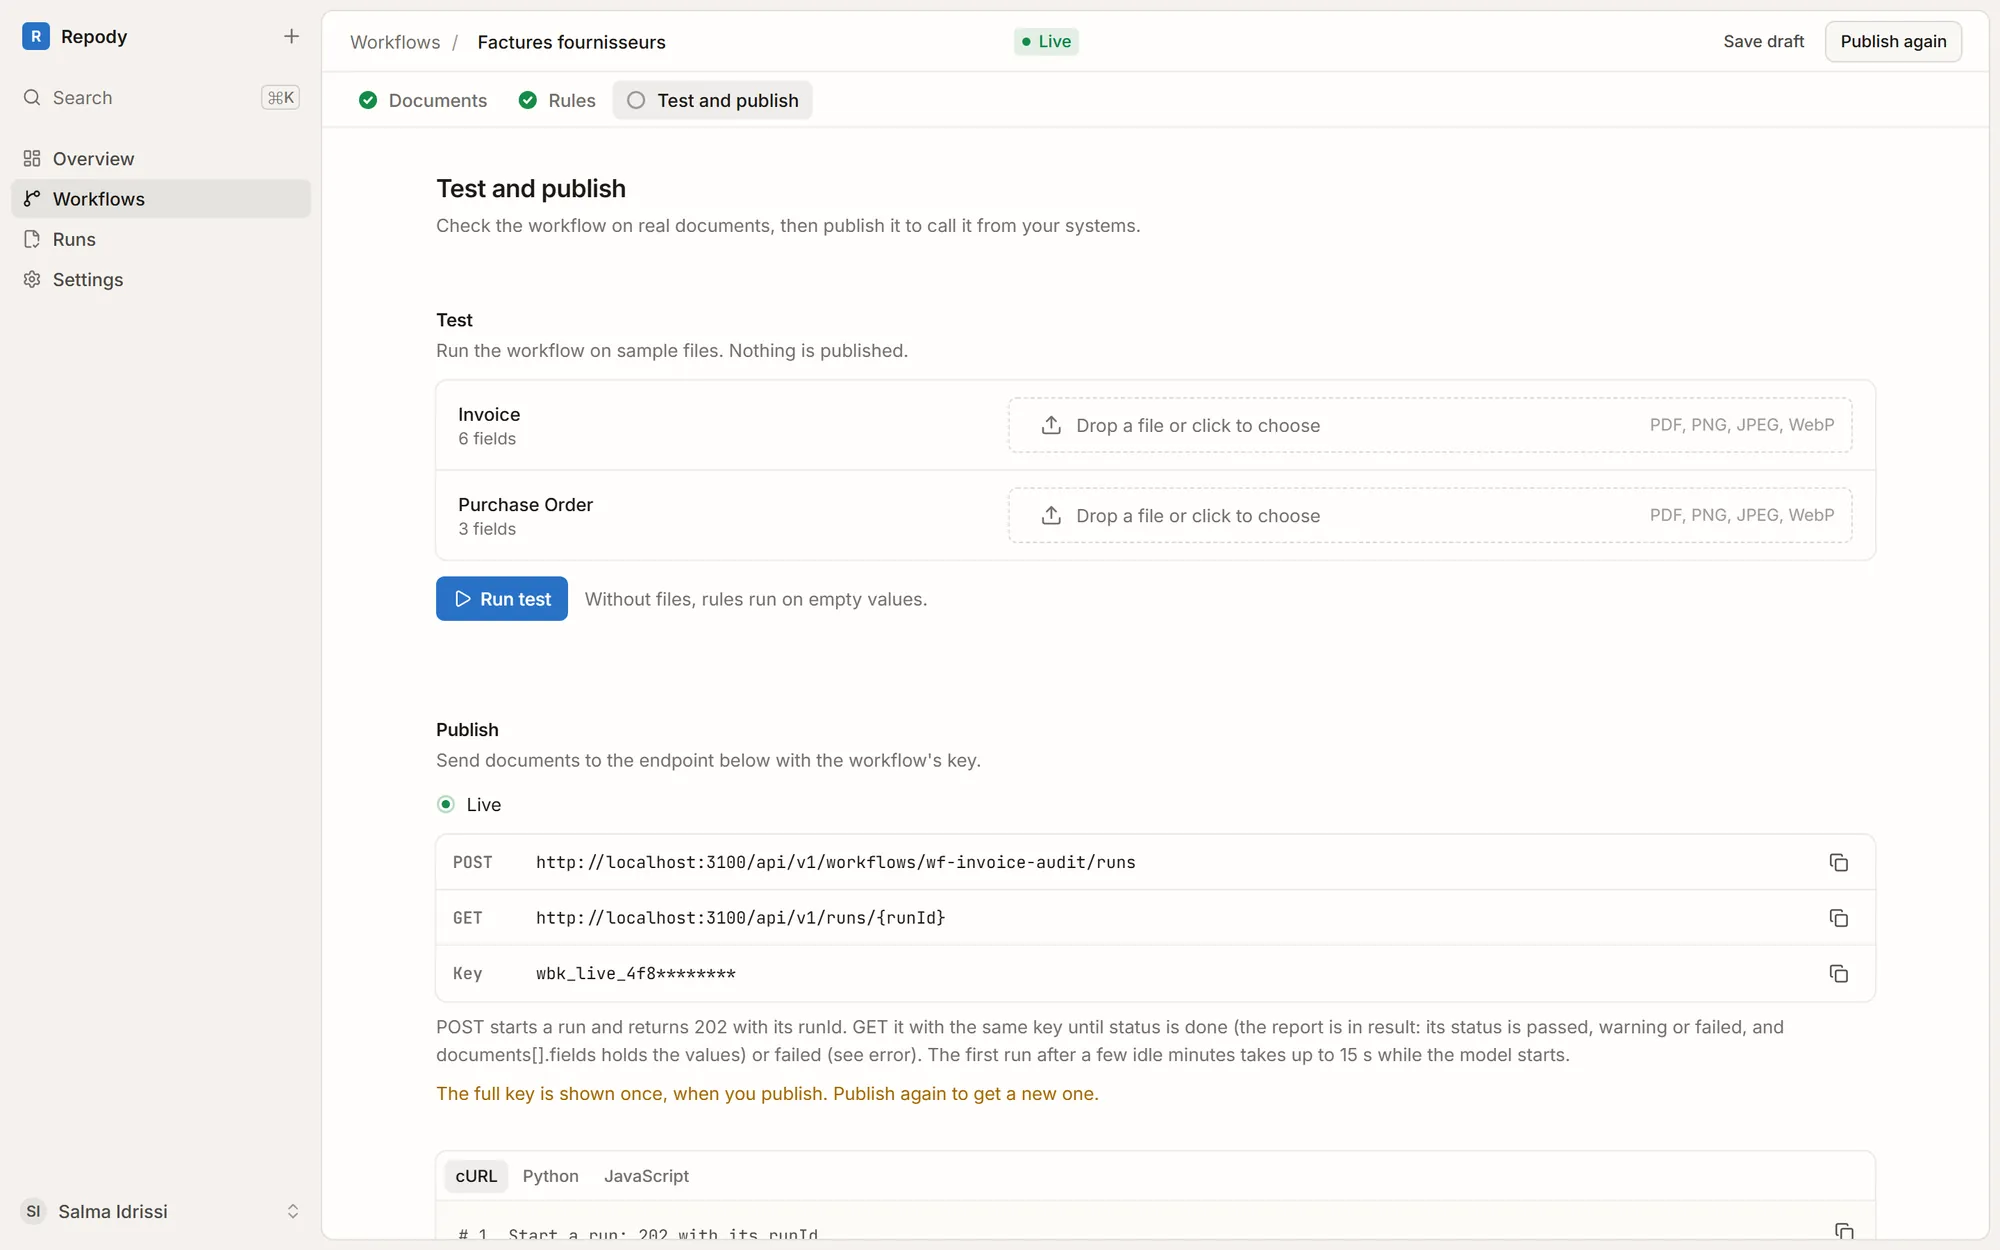 R Repody
Search ⌘K
Overview
Workflows
Runs
Settings
SI Salma Idrissi
Workflows / Factures fournisseurs
Live
Save draft
Publish again
Documents
Rules
Test and publish
Test and publish
Check the workflow on real documents, then publish it to call it from your systems.
Test
Run the workflow on sample files. Nothing is published.
Invoice
6 fields
Drop a file or click to choose
PDF, PNG, JPEG, WebP
Purchase Order
3 fields
Drop a file or click to choose
PDF, PNG, JPEG, WebP
Run test
Without files, rules run on empty values.
Publish
Send documents to the endpoint below with the workflow's key.
Live
POST http://localhost:3100/api/v1/workflows/wf-invoice-audit/runs
GET http://localhost:3100/api/v1/runs/{runId}
Key wbk_live_4f8********
POST starts a run and returns 202 with its runId. GET it with the same key until status is done (the report is in result: its status is passed, warning or failed, and
documents[].fields holds the values) or failed (see error). The first run after a few idle minutes takes up to 15 s while the model starts.
The full key is shown once, when you publish. Publish again to get a new one.
cURL
Python
JavaScript
# 1. Start a run: 202 with its runId